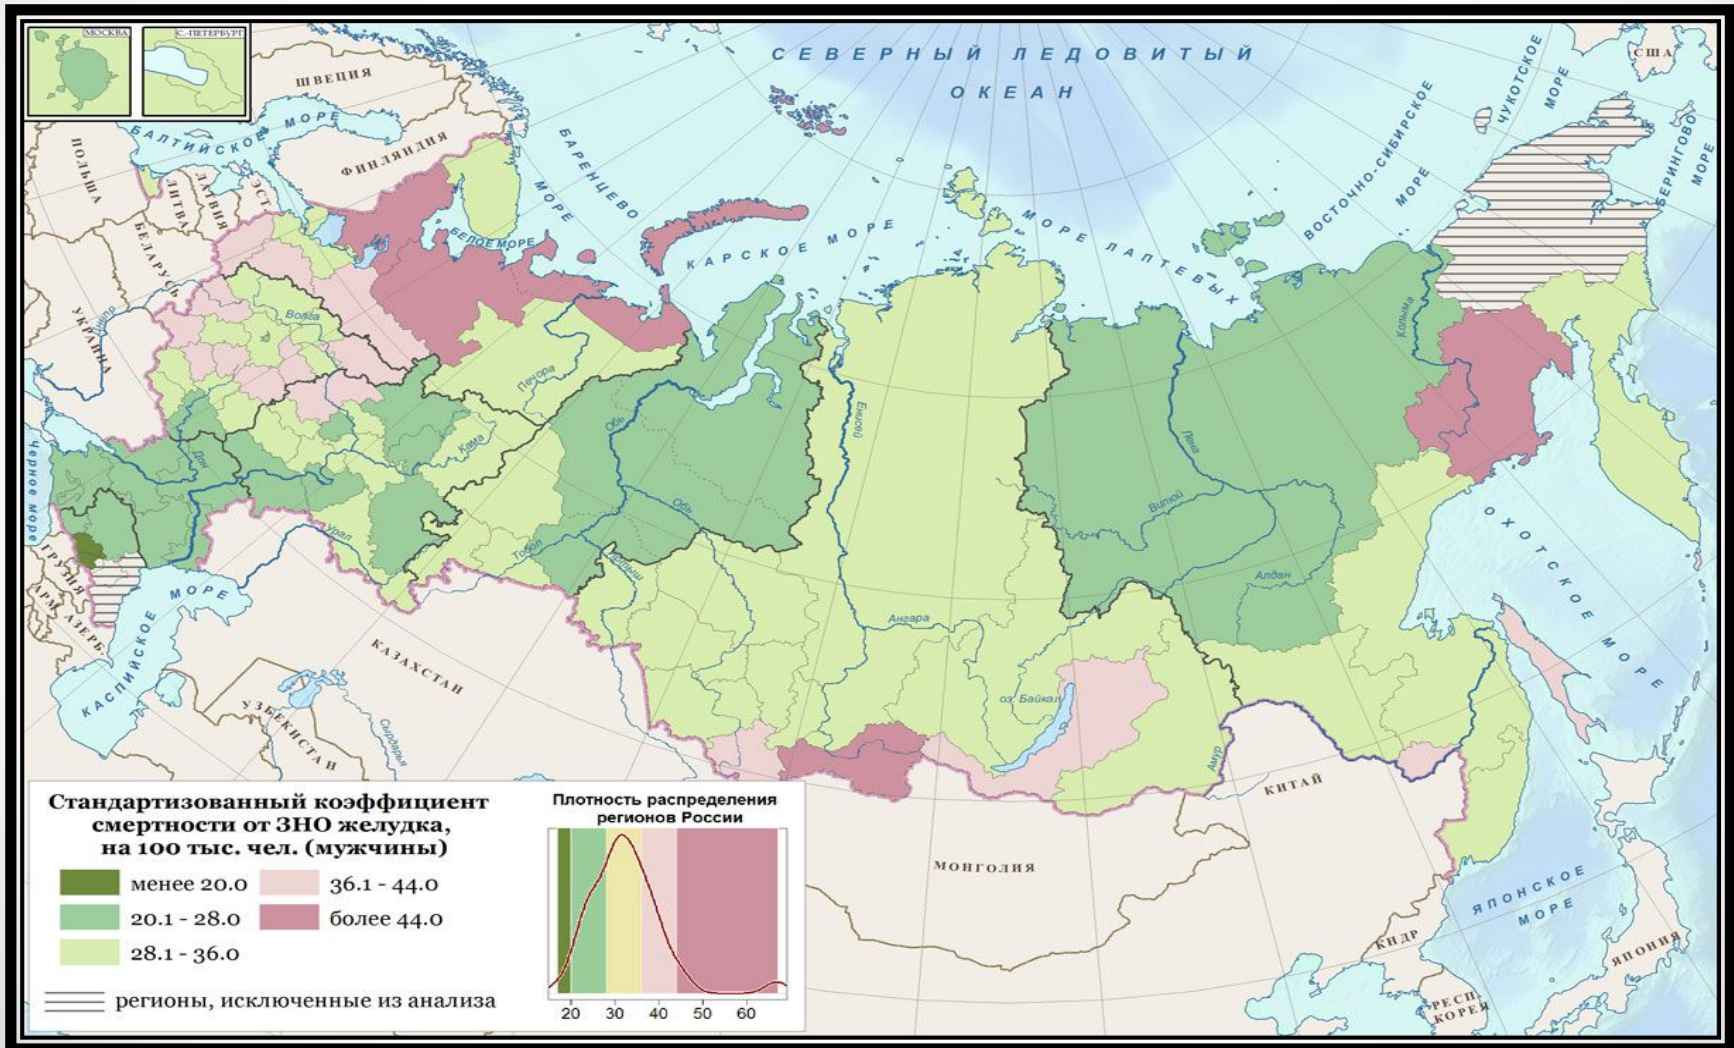 МОСКВА
С.-ПЕТЕРБУРГ
СЕВЕРНЫЙ ЛЕДОВИТЫЙ
ОКЕАН
ШВЕЦИЯ
БАЛТИЙСКОЕ МОРЕ
ФИНЛЯНДИЯ
ПОЛЬША
ЛИТВА
ЛАТВИЯ
ЭСТ.
БЕЛАРУСЬ
УКРАИНА
Днепр
БАРЕНЦЕВО
МОРЕ
БЕЛОЕ МОРЕ
КАРСКОЕ МОРЕ
МОРЕ ЛАПТЕВЫХ
ВОСТОЧНО-СИБИРСКОЕ
МОРЕ
ЧУКОТСКОЕ
МОРЕ
США
БЕРИНГОВО
МОРЕ
Волга
Печора
Кама
Дон
Обь
Обь
Енисей
Лена
Вилюй
Колыма
Алдан
Ангара
Урал
Тобол
Иртыш
оз. Байкал
Амур
Черное море
ГРУЗИЯ
АРМ.
АЗЕРБ.
КАСПИЙСКОЕ МОРЕ
КАЗАХСТАН
УЗБЕКИСТАН
Сырдарья
ОХОТСКОЕ МОРЕ
КИТАЙ
МОНГОЛИЯ
ЯПОНСКОЕ
МОРЕ
КНДР
РЕСП.
КОРЕЯ
ЯПОНИЯ
Стандартизованный коэффициент
смертности от ЗНО желудка,
на 100 тыс. чел. (мужчины)
менее 20.0
36.1 - 44.0
20.1 - 28.0
более 44.0
28.1 - 36.0
регионы, исключенные из анализа
Плотность распределения
регионов России
20 30 40 50 60